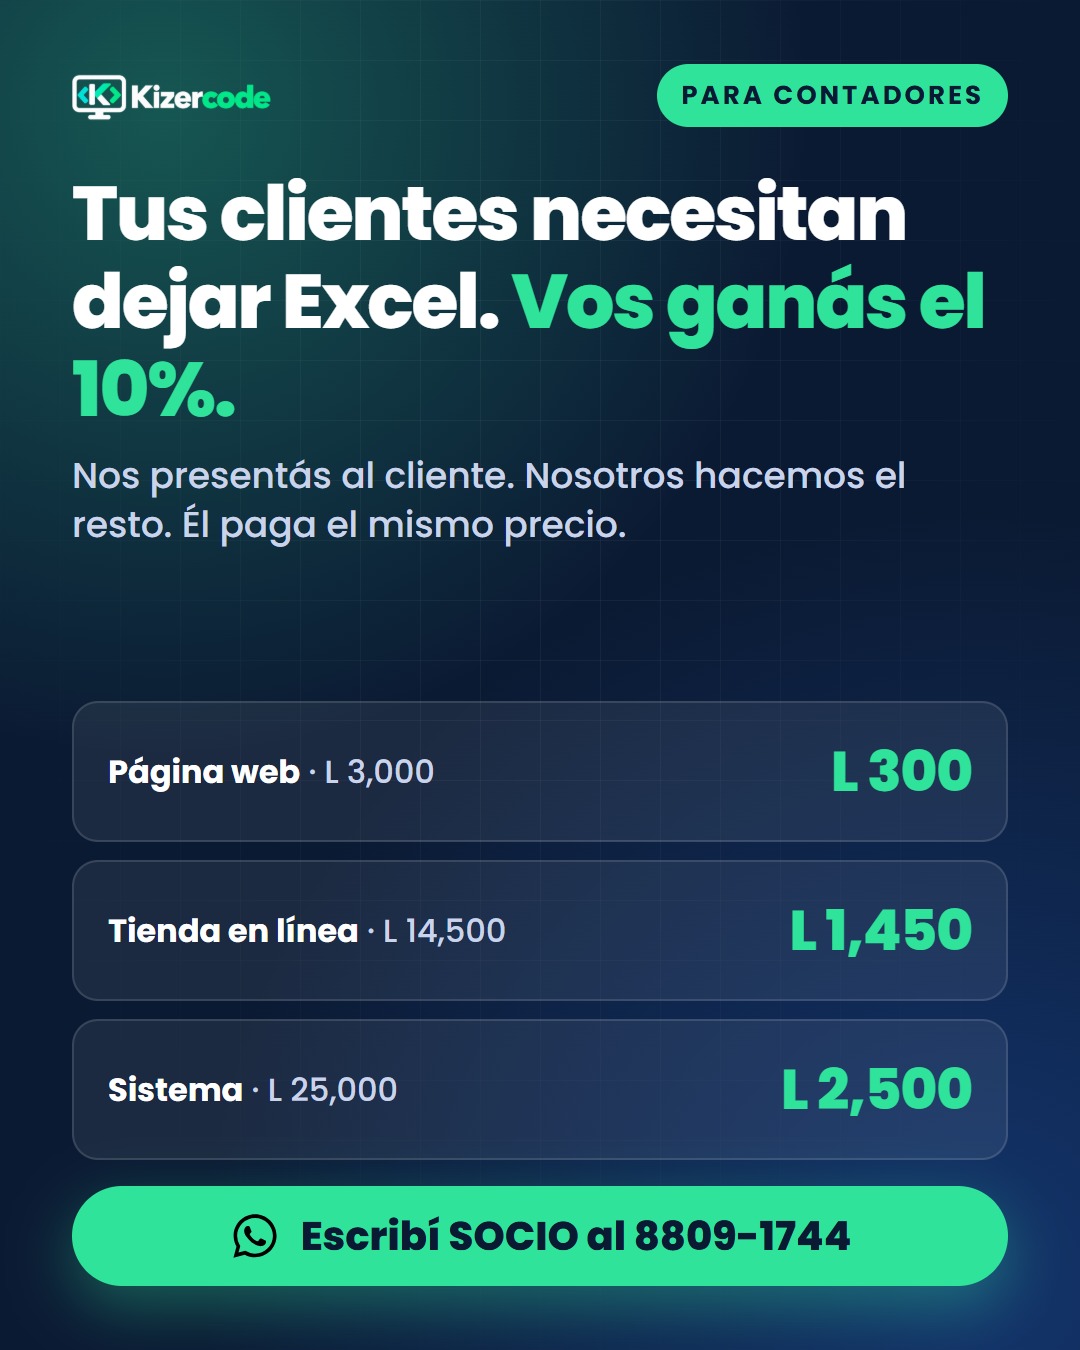 Kizercode
PARA CONTADORES
Tus clientes necesitan
dejar Excel. Vos ganás el
10%.
Nos presentás al cliente. Nosotros hacemos el
resto. Él paga el mismo precio.
Página web · L 3,000
L 300
Tienda en línea · L 14,500
L 1,450
Sistema · L 25,000
L 2,500
Escribí SOCIO al 8809-1744